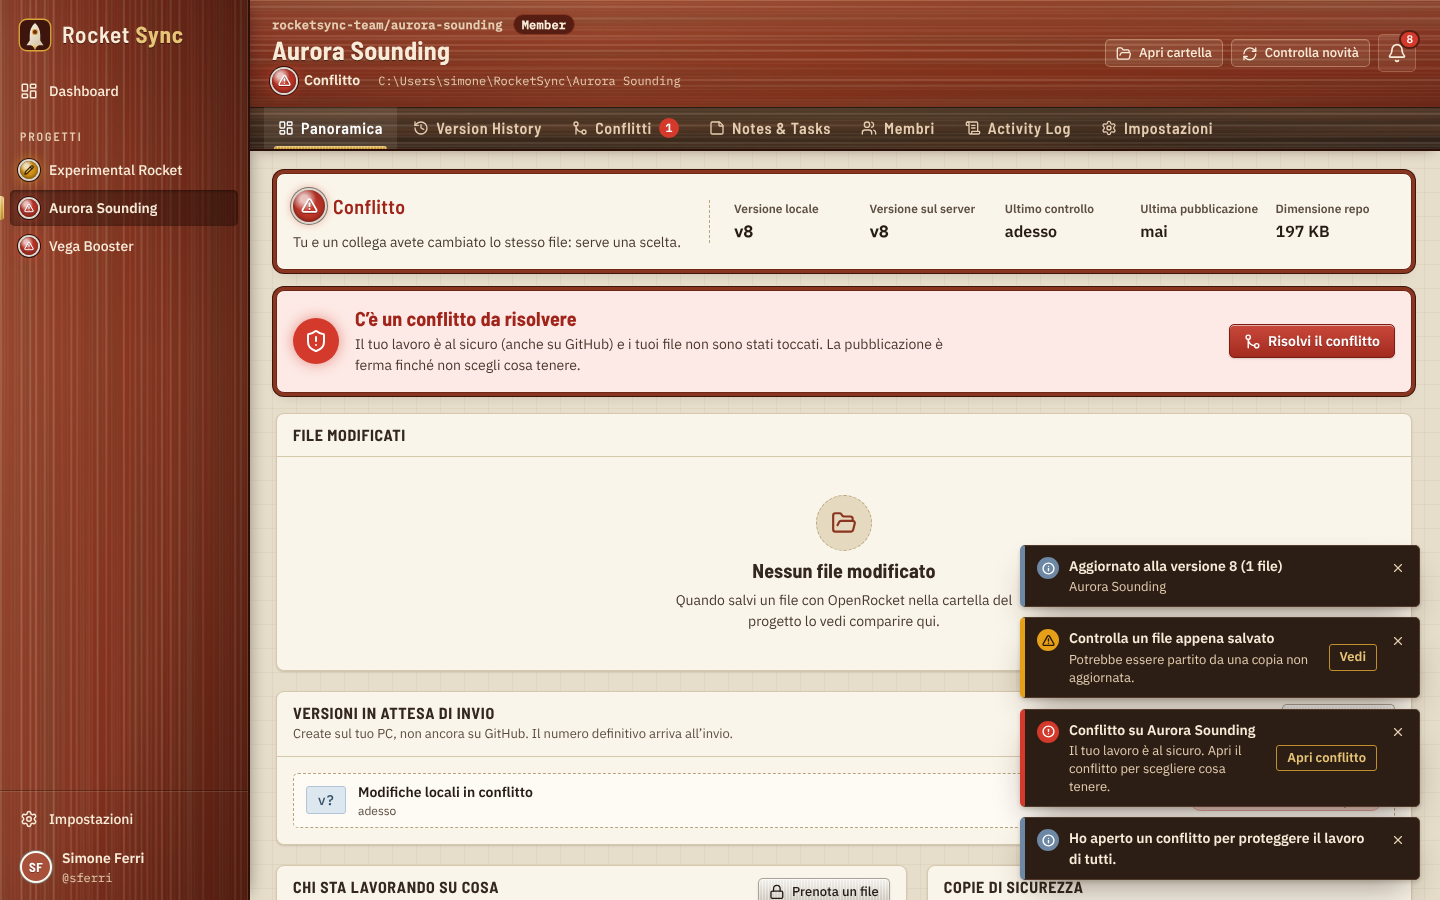 Rocket Sync
Dashboard
PROGETTI
Experimental Rocket
Aurora Sounding
Vega Booster
Impostazioni
SF
Simone Ferri
@sferri
rocketsync-team/aurora-sounding Member
Aurora Sounding
Conflitto C:\Users\simone\RocketSync\Aurora Sounding
Apri cartella
Controlla novità
8
Panoramica
Version History
Conflitti 1
Notes & Tasks
Membri
Activity Log
Impostazioni
Conflitto
Tu e un collega avete cambiato lo stesso file: serve una scelta.
Versione locale
v8
Versione sul server
v8
Ultimo controllo
adesso
Ultima pubblicazione
mai
Dimensione repo
197 KB
C'è un conflitto da risolvere
Il tuo lavoro è al sicuro (anche su GitHub) e i tuoi file non sono stati toccati. La pubblicazione è
ferma finché non scegli cosa tenere.
Risolvi il conflitto
FILE MODIFICATI
Nessun file modificato
Quando salvi un file con OpenRocket nella cartella del
progetto lo vedi comparire qui.
VERSIONI IN ATTESA DI INVIO
Create sul tuo PC, non ancora su GitHub. Il numero definitivo arriva all'invio.
v?
Modifiche locali in conflitto
adesso
CHI STA LAVORANDO SU COSA
Prenota un file
COPIE DI SICUREZZA
Aggiornato alla versione 8 (1 file)
Aurora Sounding
Controlla un file appena salvato
Potrebbe essere partito da una copia non
aggiornata.
Vedi
Conflitto su Aurora Sounding
Il tuo lavoro è al sicuro. Apri il
conflitto per scegliere cosa
tenere.
Apri conflitto
Ho aperto un conflitto per proteggere il lavoro
di tutti.